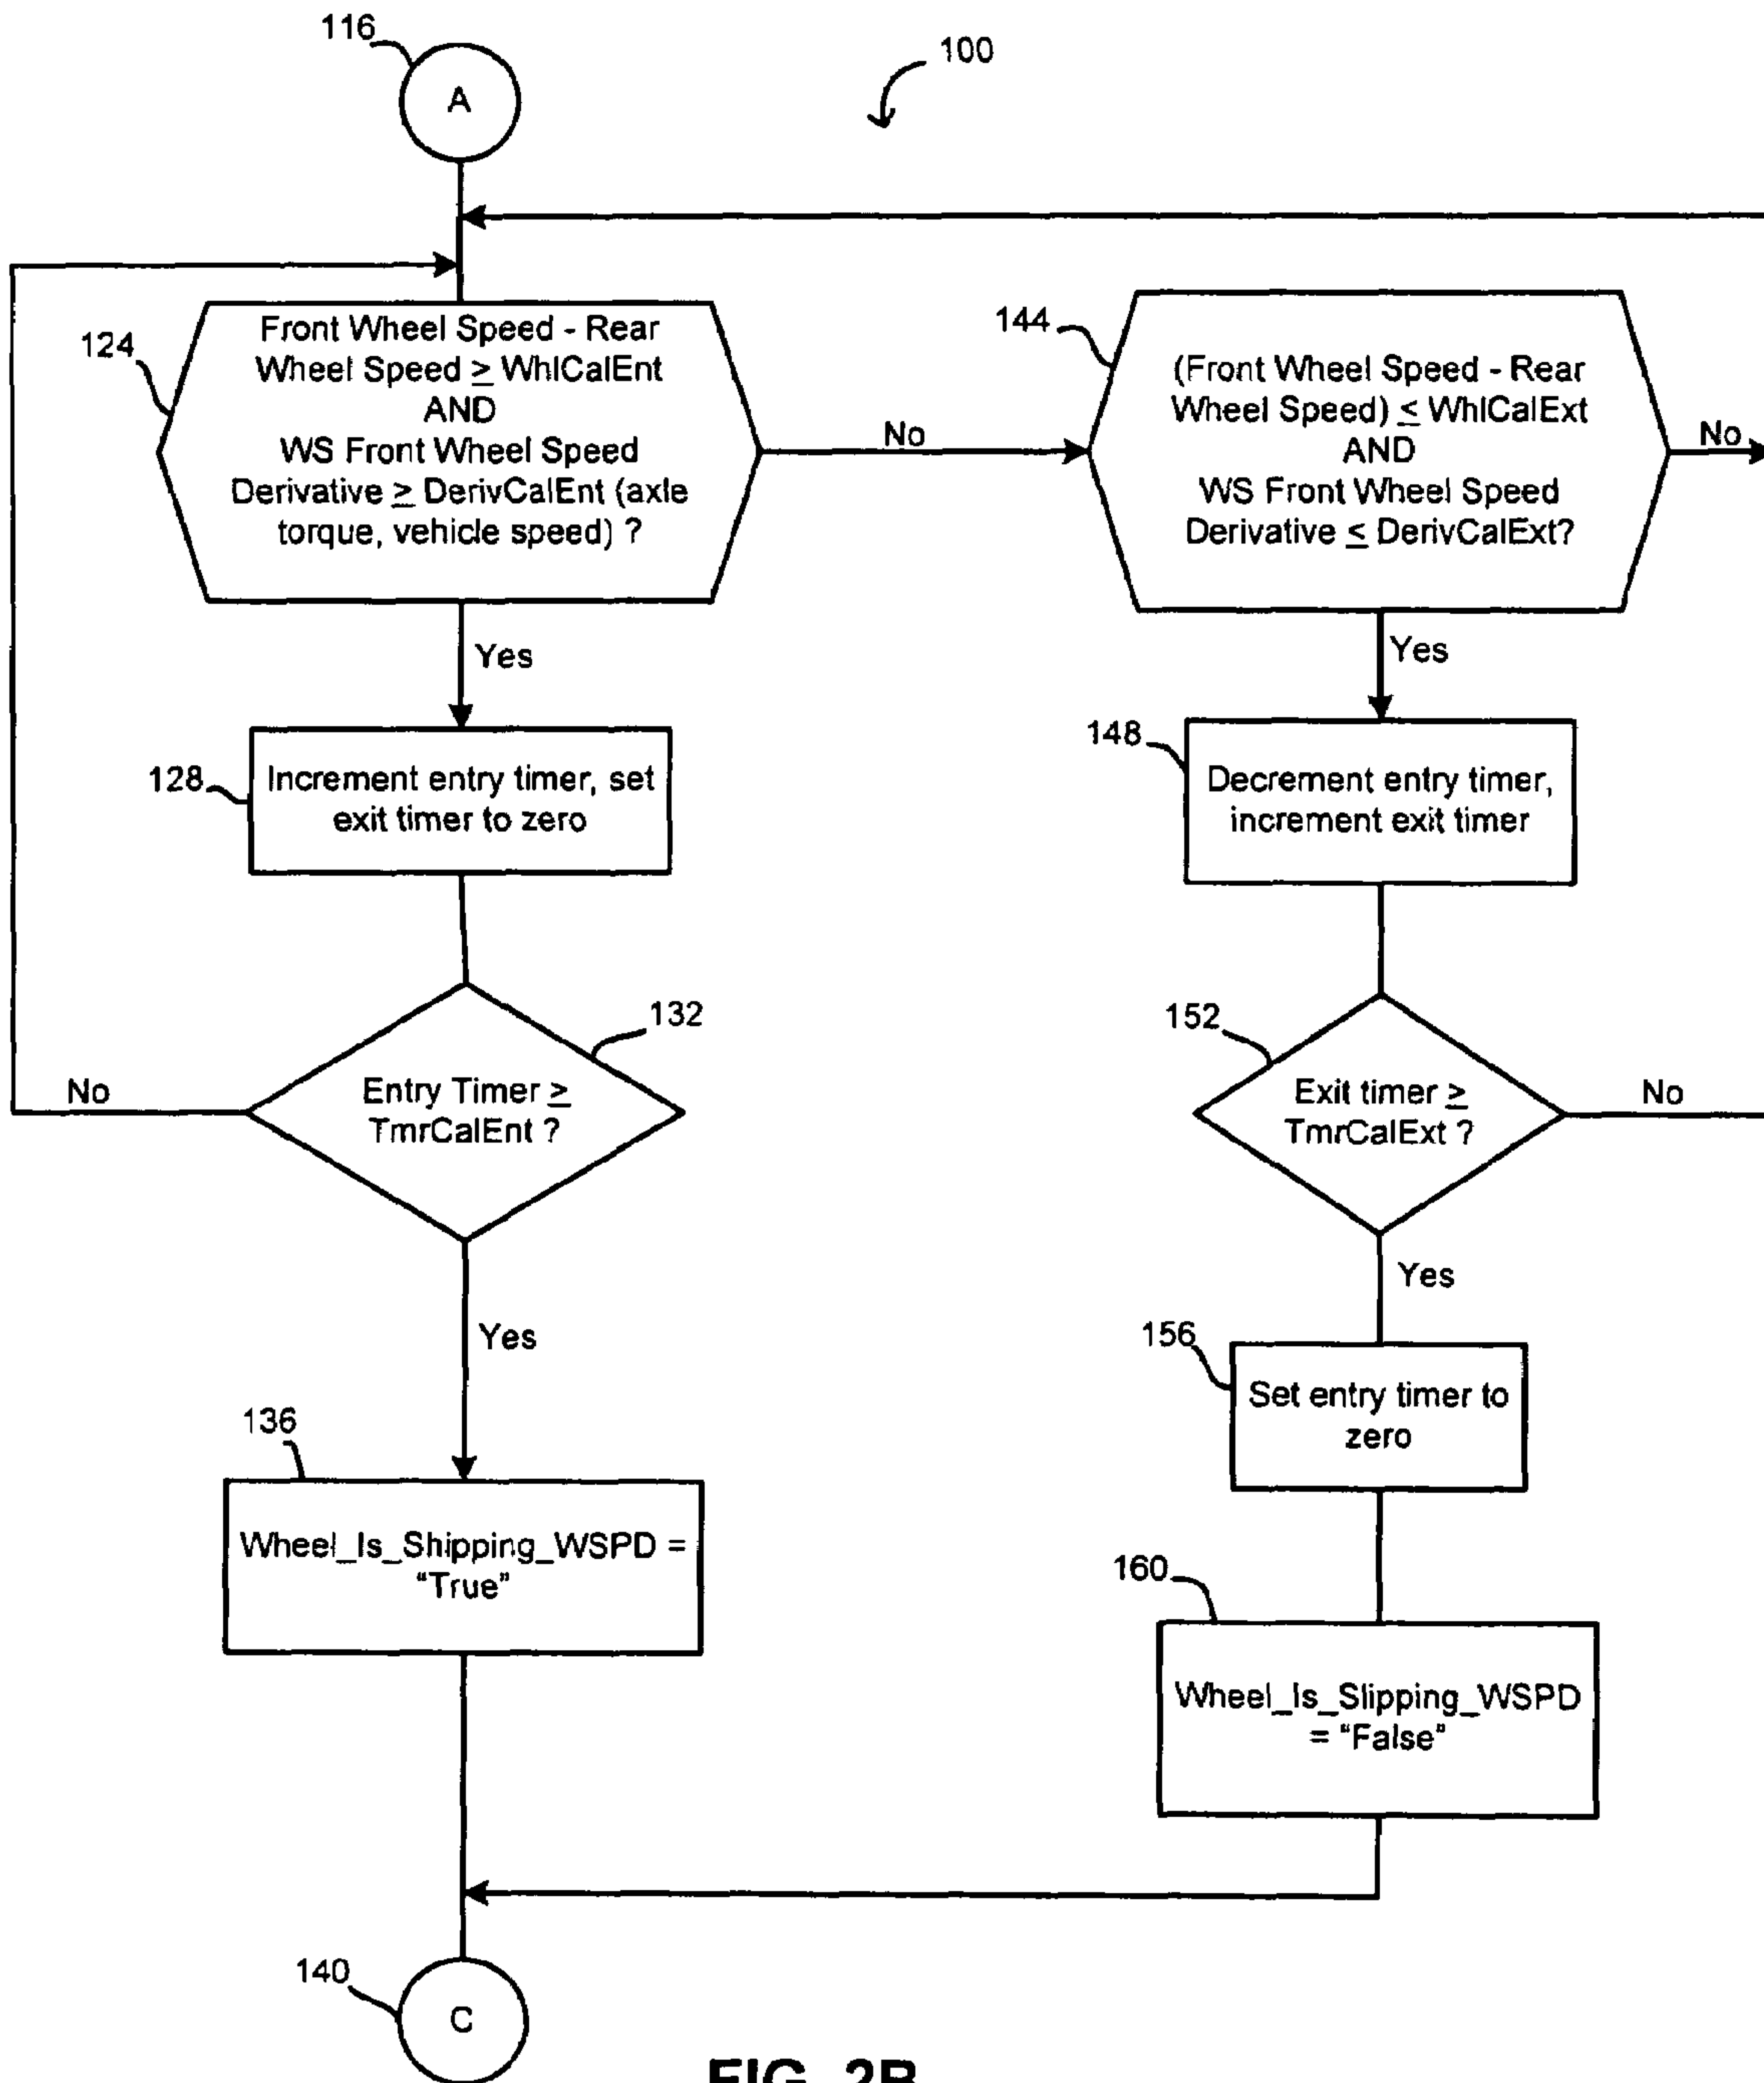 116
A
100
124
Front Wheel Speed - Rear
Wheel Speed ≥ WhlCalEnt
AND
WS Front Wheel Speed
Derivative ≥ DerivCalEnt (axle
torque, vehicle speed) ?
No
144
(Front Wheel Speed - Rear
Wheel Speed) ≤ WhlCalExt
AND
WS Front Wheel Speed
Derivative ≤ DerivCalExt?
No
Yes
Yes
128
Increment entry timer, set
exit timer to zero
148
Decrement entry timer,
increment exit timer
132
Entry Timer ≥
TmrCalEnt ?
No
152
Exit timer ≥
TmrCalExt ?
No
Yes
Yes
156
Set entry timer to
zero
136
Wheel_Is_Shipping_WSPD =
"True"
160
Wheel_Is_Slipping_WSPD
= "False"
140
C
FIG. 2B